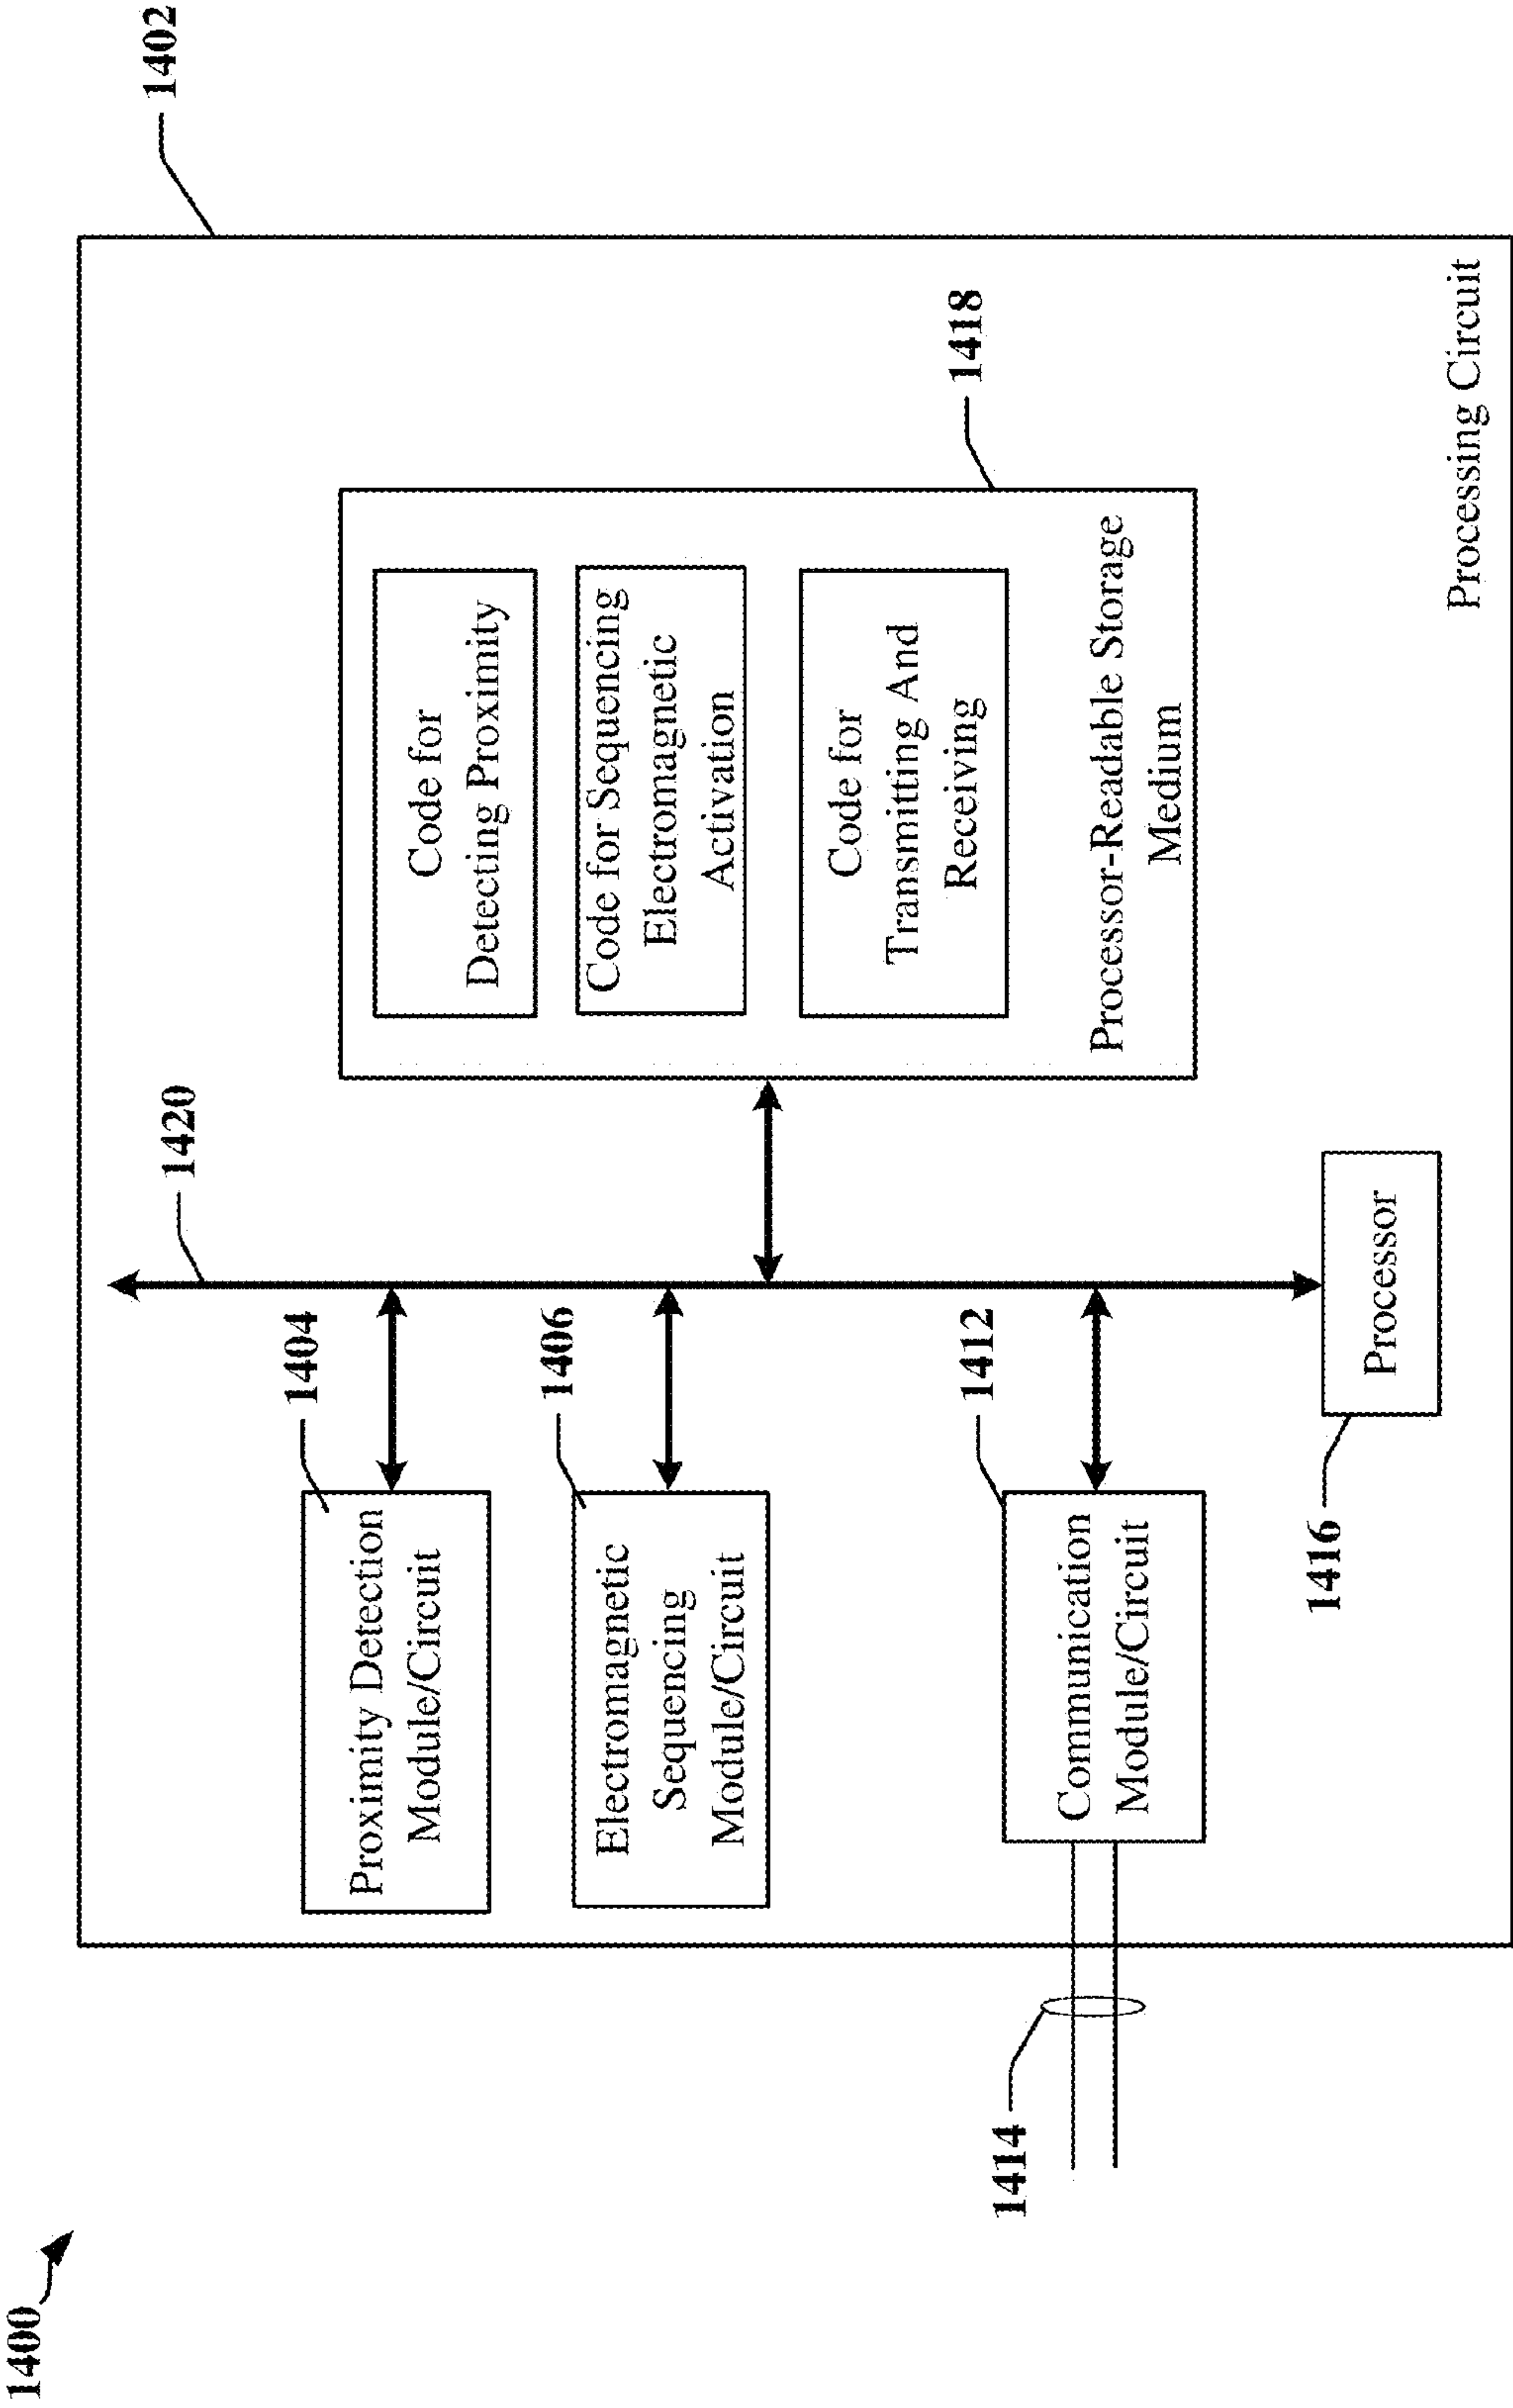 1400
1402
1420
1404
Proximity Detection
Module/Circuit
1406
Electromagnetic
Sequencing
Module/Circuit
1412
Communication
Module/Circuit
1414
1416
Processor
1418
Code for
Detecting Proximity
Code for Sequencing
Electromagnetic
Activation
Code for
Transmitting And
Receiving
Processor-Readable Storage
Medium
Processing Circuit